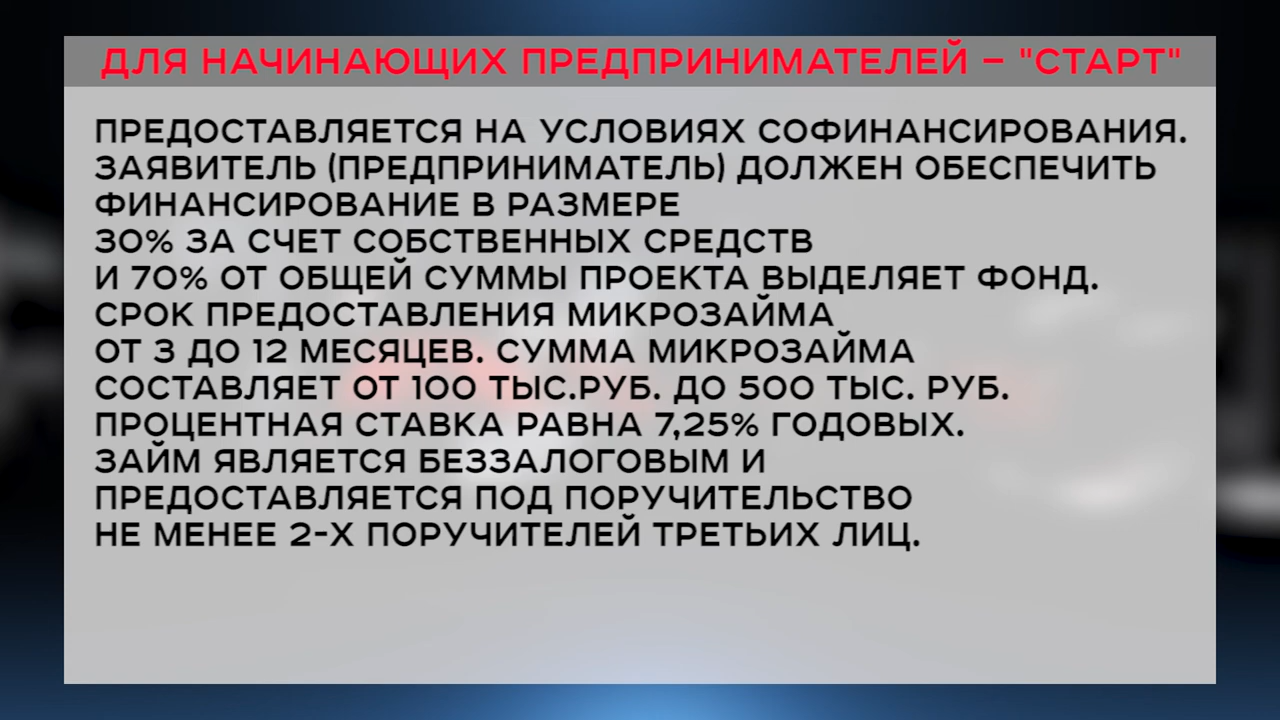 ДЛЯ НАЧИНАЮЩИХ ПРЕДПРИНИМАТЕЛЕЙ – "СТАРТ"
ПРЕДОСТАВЛЯЕТСЯ НА УСЛОВИЯХ СОФИНАНСИРОВАНИЯ.
ЗАЯВИТЕЛЬ (ПРЕДПРИНИМАТЕЛЬ) ДОЛЖЕН ОБЕСПЕЧИТЬ
ФИНАНСИРОВАНИЕ В РАЗМЕРЕ
30% ЗА СЧЕТ СОБСТВЕННЫХ СРЕДСТВ
И 70% ОТ ОБЩЕЙ СУММЫ ПРОЕКТА ВЫДЕЛЯЕТ ФОНД.
СРОК ПРЕДОСТАВЛЕНИЯ МИКРОЗАЙМА
ОТ 3 ДО 12 МЕСЯЦЕВ. СУММА МИКРОЗАЙМА
СОСТАВЛЯЕТ ОТ 100 ТЫС.РУБ. ДО 500 ТЫС. РУБ.
ПРОЦЕНТНАЯ СТАВКА РАВНА 7,25% ГОДОВЫХ.
ЗАЙМ ЯВЛЯЕТСЯ БЕЗЗАЛОГОВЫМ И
ПРЕДОСТАВЛЯЕТСЯ ПОД ПОРУЧИТЕЛЬСТВО
НЕ МЕНЕЕ 2-Х ПОРУЧИТЕЛЕЙ ТРЕТЬИХ ЛИЦ.